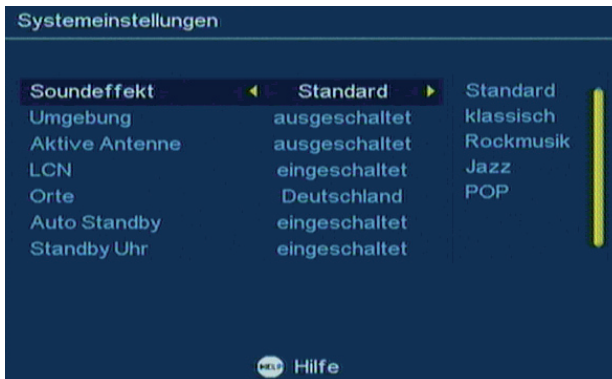 Systemeinstellungen
Soundeffekt Standard
Umgebung ausgeschaltet
Aktive Antenne ausgeschaltet
LCN eingeschaltet
Orte Deutschland
Auto Standby eingeschaltet
Standby Uhr eingeschaltet
Standard
klassisch
Rockmusik
Jazz
POP
HELP Hilfe